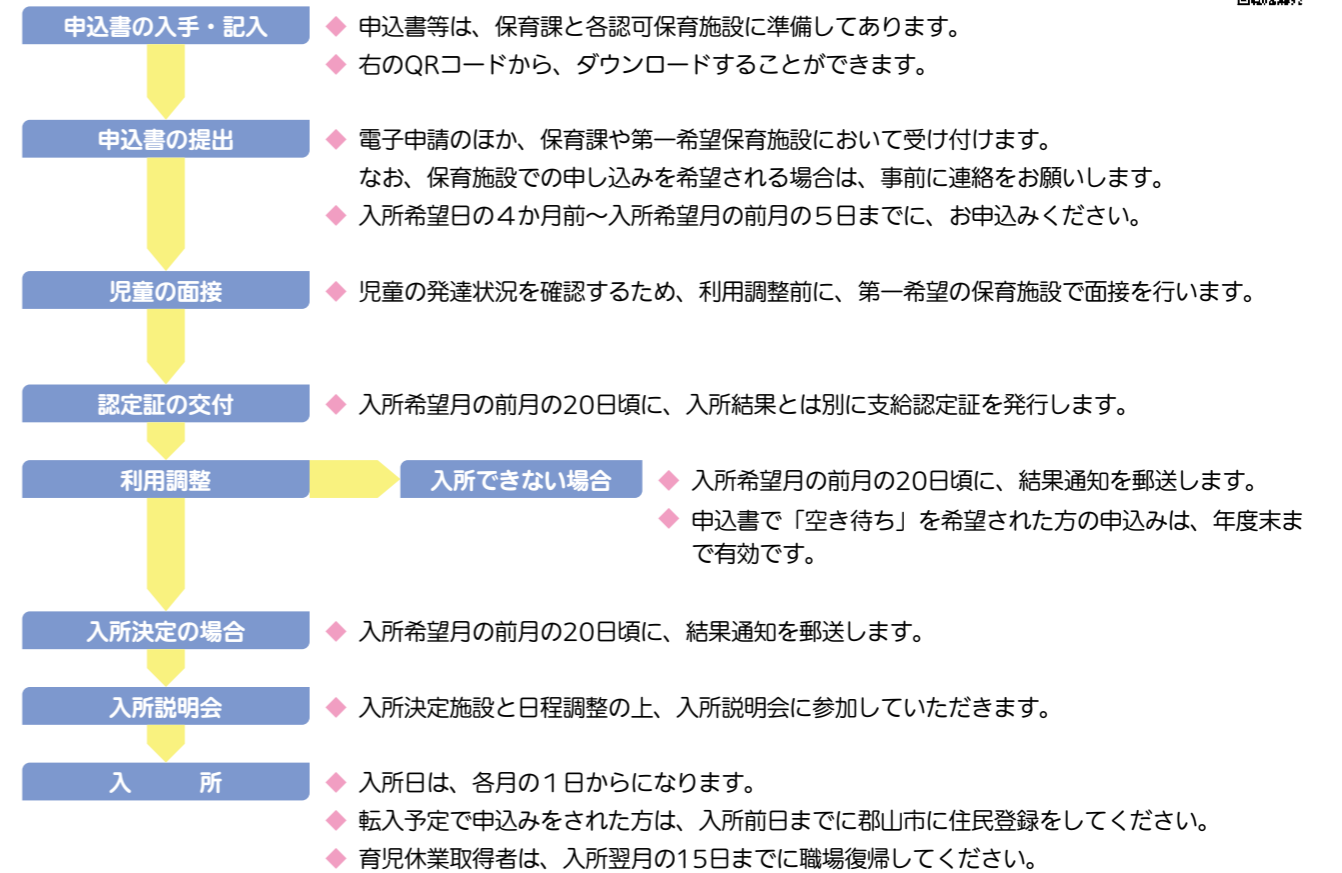 申込書の入手・記入
◆ 申込書等は、保育課と各認可保育施設に準備してあります。
◆ 右のQRコードから、ダウンロードすることができます。
申込書の提出
◆ 電子申請のほか、保育課や第一希望保育施設において受け付けます。
なお、保育施設での申し込みを希望される場合は、事前に連絡をお願いします。
◆ 入所希望日の４か月前〜入所希望月の前月の５日までに、お申込みください。
児童の面接
◆ 児童の発達状況を確認するため、利用調整前に、第一希望の保育施設で面接を行います。
認定証の交付
◆ 入所希望月の前月の20日頃に、入所結果とは別に支給認定証を発行します。
利用調整
入所できない場合
◆ 入所希望月の前月の20日頃に、結果通知を郵送します。
◆ 申込書で「空き待ち」を希望された方の申込みは、年度末ま
で有効です。
入所決定の場合
◆ 入所希望月の前月の20日頃に、結果通知を郵送します。
入所説明会
◆ 入所決定施設と日程調整の上、入所説明会に参加していただきます。
入　　所
◆ 入所日は、各月の１日からになります。
◆ 転入予定で申込みをされた方は、入所前日までに郡山市に住民登録をしてください。
◆ 育児休業取得者は、入所翌月の15日までに職場復帰してください。